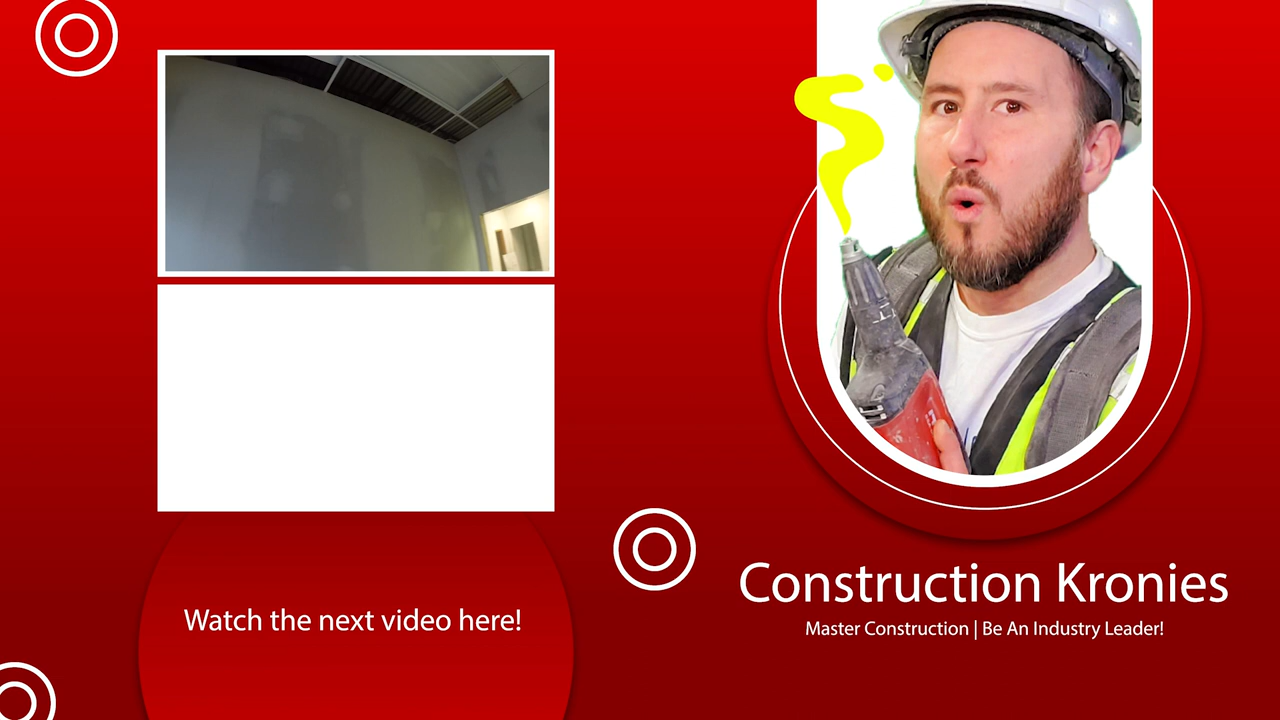 Watch the next video here!
Construction Kronies
Master Construction | Be An Industry Leader!